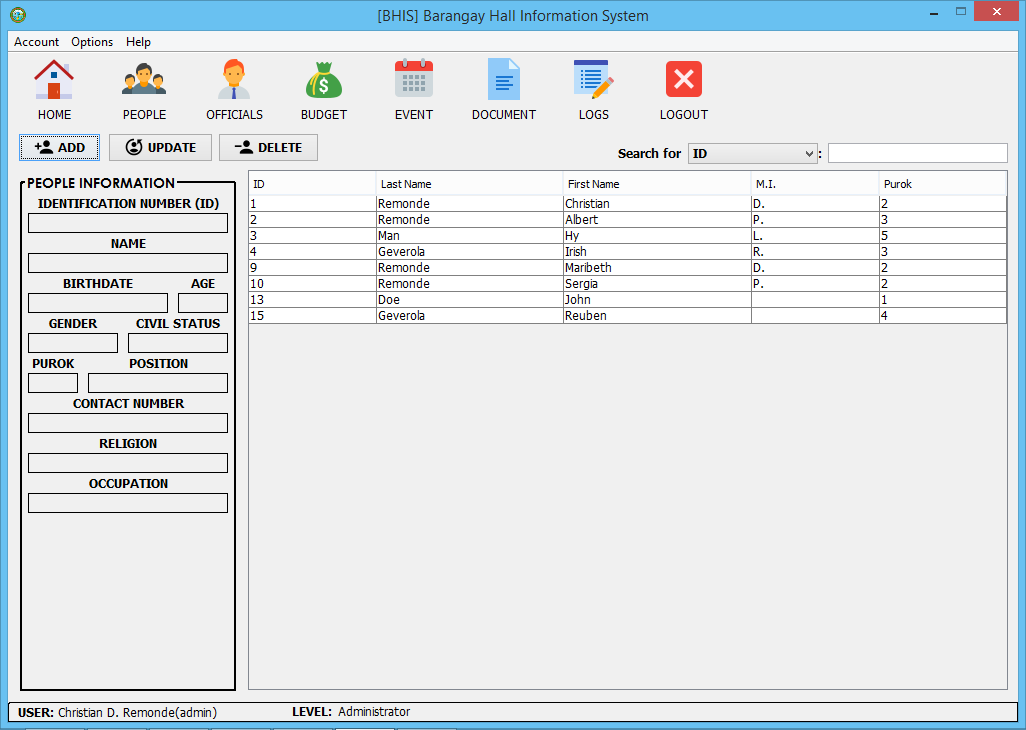 [BHIS] Barangay Hall Information System
Account Options Help
HOME PEOPLE OFFICIALS BUDGET EVENT DOCUMENT LOGS LOGOUT
ADD UPDATE DELETE
Search for ID :
PEOPLE INFORMATION
IDENTIFICATION NUMBER (ID)
NAME
BIRTHDATE AGE
GENDER CIVIL STATUS
PUROK POSITION
CONTACT NUMBER
RELIGION
OCCUPATION
ID Last Name First Name M.I. Purok
1 Remonde Christian D. 2
2 Remonde Albert P. 3
3 Man Hy L. 5
4 Geverola Irish R. 3
9 Remonde Maribeth D. 2
10 Remonde Sergia P. 2
13 Doe John 1
15 Geverola Reuben 4
USER: Christian D. Remonde(admin) LEVEL: Administrator